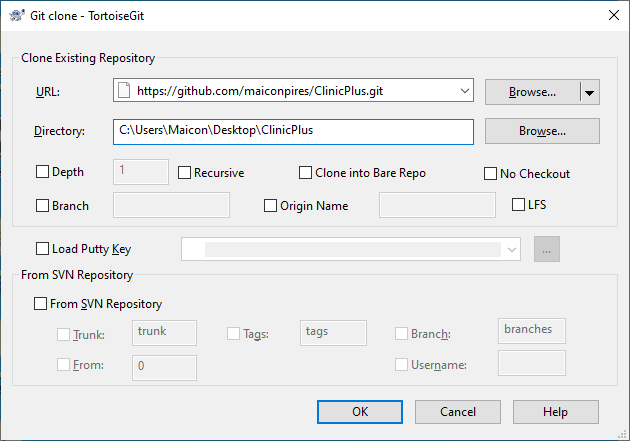 Git clone - TortoiseGit
Clone Existing Repository
URL: https://github.com/maiconpires/ClinicPlus.git Browse...
Directory: C:\Users\Maicon\Desktop\ClinicPlus Browse...
Depth 1 Recursive Clone into Bare Repo No Checkout
Branch Origin Name LFS
Load Putty Key ...
From SVN Repository
From SVN Repository
Trunk: trunk Tags: tags Branch: branches
From: 0 Username:
OK Cancel Help